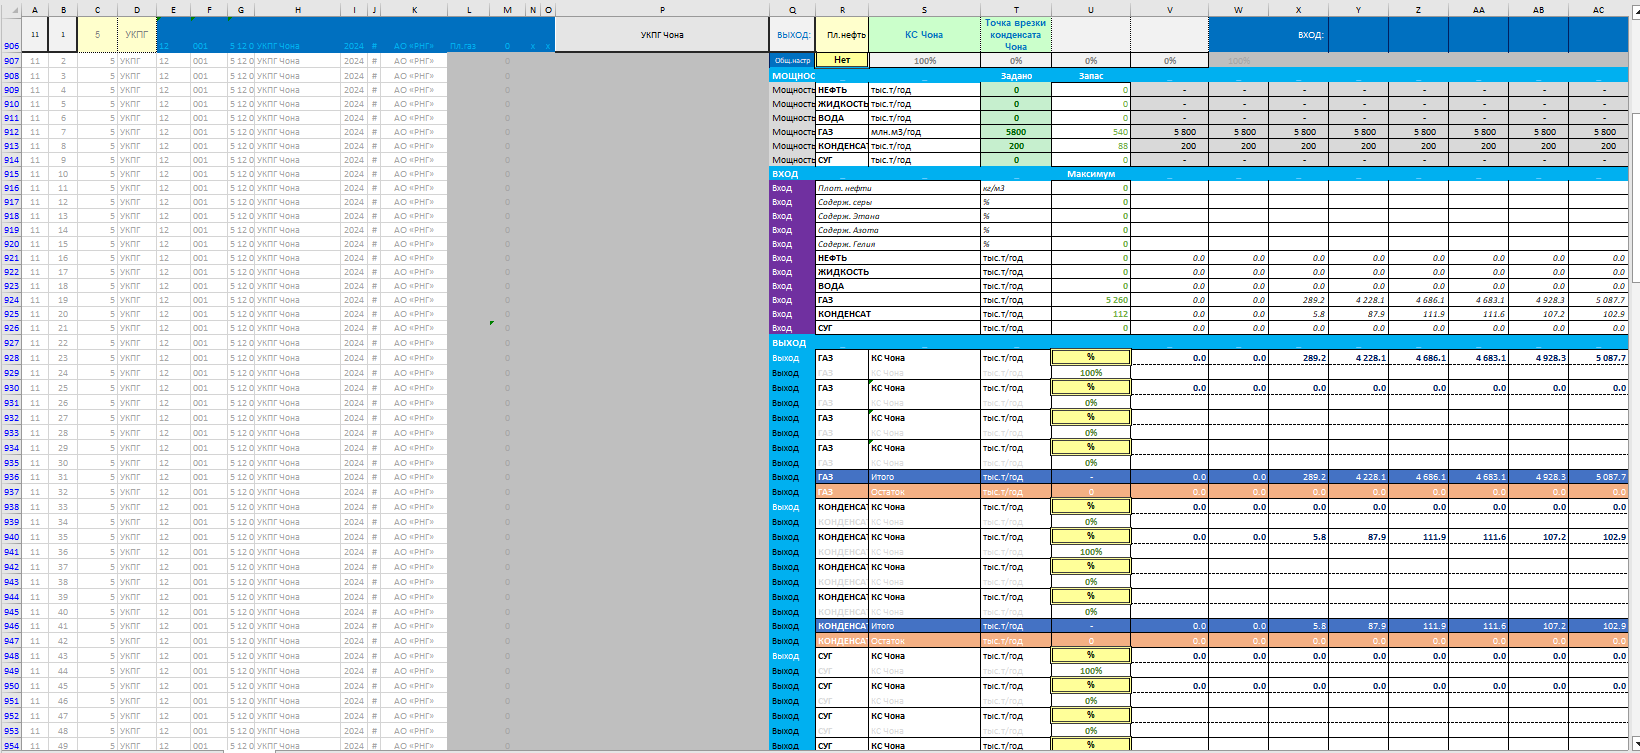 A B C D E F G H I J K L M N O P Q R S T U V W X Y Z AA AB AC
906 11 1 5 УКПГ 12 001 5 12 0 УКПГ Чона 2024 # АО «РНГ» Пл.газ 0 x x УКПГ Чона ВЫХОД: Пл.нефть КС Чона Точка врезки конденсата Чона ВХОД:
907 11 2 5 УКПГ 12 001 5 12 0 УКПГ Чона 2024 # АО «РНГ» 0 Общ.настр Нет 100% 0% 0% 0% 100%
908 11 3 5 УКПГ 12 001 5 12 0 УКПГ Чона 2024 # АО «РНГ» 0 МОЩНОС Задано Запас
909 11 4 5 УКПГ 12 001 5 12 0 УКПГ Чона 2024 # АО «РНГ» 0 Мощность НЕФТЬ тыс.т/год 0 0 - - - - - - - -
910 11 5 5 УКПГ 12 001 5 12 0 УКПГ Чона 2024 # АО «РНГ» 0 Мощность ЖИДКОСТЬ тыс.т/год 0 0 - - - - - - - -
911 11 6 5 УКПГ 12 001 5 12 0 УКПГ Чона 2024 # АО «РНГ» 0 Мощность ВОДА тыс.т/год 0 0 - - - - - - - -
912 11 7 5 УКПГ 12 001 5 12 0 УКПГ Чона 2024 # АО «РНГ» 0 Мощность ГАЗ млн.м3/год 5800 540 5 800 5 800 5 800 5 800 5 800 5 800 5 800 5 800
913 11 8 5 УКПГ 12 001 5 12 0 УКПГ Чона 2024 # АО «РНГ» 0 Мощность КОНДЕНСАТ тыс.т/год 200 88 200 200 200 200 200 200 200 200
914 11 9 5 УКПГ 12 001 5 12 0 УКПГ Чона 2024 # АО «РНГ» 0 Мощность СУГ тыс.т/год 0 0 - - - - - - - -
915 11 10 5 УКПГ 12 001 5 12 0 УКПГ Чона 2024 # АО «РНГ» 0 ВХОД Максимум
916 11 11 5 УКПГ 12 001 5 12 0 УКПГ Чона 2024 # АО «РНГ» 0 Вход Плот. нефти кг/м3 0
917 11 12 5 УКПГ 12 001 5 12 0 УКПГ Чона 2024 # АО «РНГ» 0 Вход Содерж. серы % 0
918 11 13 5 УКПГ 12 001 5 12 0 УКПГ Чона 2024 # АО «РНГ» 0 Вход Содерж. Этана % 0
919 11 14 5 УКПГ 12 001 5 12 0 УКПГ Чона 2024 # АО «РНГ» 0 Вход Содерж. Азота % 0
920 11 15 5 УКПГ 12 001 5 12 0 УКПГ Чона 2024 # АО «РНГ» 0 Вход Содерж. Гелия % 0
921 11 16 5 УКПГ 12 001 5 12 0 УКПГ Чона 2024 # АО «РНГ» 0 Вход НЕФТЬ тыс.т/год 0 0.0 0.0 0.0 0.0 0.0 0.0 0.0 0.0
922 11 17 5 УКПГ 12 001 5 12 0 УКПГ Чона 2024 # АО «РНГ» 0 Вход ЖИДКОСТЬ тыс.т/год 0 0.0 0.0 0.0 0.0 0.0 0.0 0.0 0.0
923 11 18 5 УКПГ 12 001 5 12 0 УКПГ Чона 2024 # АО «РНГ» 0 Вход ВОДА тыс.т/год 0 0.0 0.0 0.0 0.0 0.0 0.0 0.0 0.0
924 11 19 5 УКПГ 12 001 5 12 0 УКПГ Чона 2024 # АО «РНГ» 0 Вход ГАЗ тыс.т/год 5 260 0.0 0.0 289.2 4 228.1 4 686.1 4 683.1 4 928.3 5 087.7
925 11 20 5 УКПГ 12 001 5 12 0 УКПГ Чона 2024 # АО «РНГ» 0 Вход КОНДЕНСАТ тыс.т/год 112 0.0 0.0 5.8 87.9 111.9 111.6 107.2 102.9
926 11 21 5 УКПГ 12 001 5 12 0 УКПГ Чона 2024 # АО «РНГ» 0 Вход СУГ тыс.т/год 0 0.0 0.0 0.0 0.0 0.0 0.0 0.0 0.0
927 11 22 5 УКПГ 12 001 5 12 0 УКПГ Чона 2024 # АО «РНГ» 0 ВЫХОД
928 11 23 5 УКПГ 12 001 5 12 0 УКПГ Чона 2024 # АО «РНГ» 0 Выход ГАЗ КС Чона тыс.т/год % 0.0 0.0 289.2 4 228.1 4 686.1 4 683.1 4 928.3 5 087.7
929 11 24 5 УКПГ 12 001 5 12 0 УКПГ Чона 2024 # АО «РНГ» 0 Выход ГАЗ КС Чона тыс.т/год 100%
930 11 25 5 УКПГ 12 001 5 12 0 УКПГ Чона 2024 # АО «РНГ» 0 Выход ГАЗ КС Чона тыс.т/год % 0.0 0.0 0.0 0.0 0.0 0.0 0.0 0.0
931 11 26 5 УКПГ 12 001 5 12 0 УКПГ Чона 2024 # АО «РНГ» 0 Выход ГАЗ КС Чона тыс.т/год 0%
932 11 27 5 УКПГ 12 001 5 12 0 УКПГ Чона 2024 # АО «РНГ» 0 Выход ГАЗ КС Чона тыс.т/год %
933 11 28 5 УКПГ 12 001 5 12 0 УКПГ Чона 2024 # АО «РНГ» 0 Выход ГАЗ КС Чона тыс.т/год 0%
934 11 29 5 УКПГ 12 001 5 12 0 УКПГ Чона 2024 # АО «РНГ» 0 Выход ГАЗ КС Чона тыс.т/год %
935 11 30 5 УКПГ 12 001 5 12 0 УКПГ Чона 2024 # АО «РНГ» 0 Выход ГАЗ КС Чона тыс.т/год 0%
936 11 31 5 УКПГ 12 001 5 12 0 УКПГ Чона 2024 # АО «РНГ» 0 Выход ГАЗ Итого тыс.т/год - 0.0 0.0 289.2 4 228.1 4 686.1 4 683.1 4 928.3 5 087.7
937 11 32 5 УКПГ 12 001 5 12 0 УКПГ Чона 2024 # АО «РНГ» 0 Выход ГАЗ Остаток тыс.т/год 0 0.0 0.0 0.0 0.0 0.0 0.0 0.0 0.0
938 11 33 5 УКПГ 12 001 5 12 0 УКПГ Чона 2024 # АО «РНГ» 0 Выход КОНДЕНСАТ КС Чона тыс.т/год % 0.0 0.0 0.0 0.0 0.0 0.0 0.0 0.0
939 11 34 5 УКПГ 12 001 5 12 0 УКПГ Чона 2024 # АО «РНГ» 0 Выход КОНДЕНСАТ КС Чона тыс.т/год 0%
940 11 35 5 УКПГ 12 001 5 12 0 УКПГ Чона 2024 # АО «РНГ» 0 Выход КОНДЕНСАТ КС Чона тыс.т/год % 0.0 0.0 5.8 87.9 111.9 111.6 107.2 102.9
941 11 36 5 УКПГ 12 001 5 12 0 УКПГ Чона 2024 # АО «РНГ» 0 Выход КОНДЕНСАТ КС Чона тыс.т/год 100%
942 11 37 5 УКПГ 12 001 5 12 0 УКПГ Чона 2024 # АО «РНГ» 0 Выход КОНДЕНСАТ КС Чона тыс.т/год %
943 11 38 5 УКПГ 12 001 5 12 0 УКПГ Чона 2024 # АО «РНГ» 0 Выход КОНДЕНСАТ КС Чона тыс.т/год 0%
944 11 39 5 УКПГ 12 001 5 12 0 УКПГ Чона 2024 # АО «РНГ» 0 Выход КОНДЕНСАТ КС Чона тыс.т/год %
945 11 40 5 УКПГ 12 001 5 12 0 УКПГ Чона 2024 # АО «РНГ» 0 Выход КОНДЕНСАТ КС Чона тыс.т/год 0%
946 11 41 5 УКПГ 12 001 5 12 0 УКПГ Чона 2024 # АО «РНГ» 0 Выход КОНДЕНСАТ Итого тыс.т/год - 0.0 0.0 5.8 87.9 111.9 111.6 107.2 102.9
947 11 42 5 УКПГ 12 001 5 12 0 УКПГ Чона 2024 # АО «РНГ» 0 Выход КОНДЕНСАТ Остаток тыс.т/год 0 0.0 0.0 0.0 0.0 0.0 0.0 0.0 0.0
948 11 43 5 УКПГ 12 001 5 12 0 УКПГ Чона 2024 # АО «РНГ» 0 Выход СУГ КС Чона тыс.т/год % 0.0 0.0 0.0 0.0 0.0 0.0 0.0 0.0
949 11 44 5 УКПГ 12 001 5 12 0 УКПГ Чона 2024 # АО «РНГ» 0 Выход СУГ КС Чона тыс.т/год 100%
950 11 45 5 УКПГ 12 001 5 12 0 УКПГ Чона 2024 # АО «РНГ» 0 Выход СУГ КС Чона тыс.т/год % 0.0 0.0 0.0 0.0 0.0 0.0 0.0 0.0
951 11 46 5 УКПГ 12 001 5 12 0 УКПГ Чона 2024 # АО «РНГ» 0 Выход СУГ КС Чона тыс.т/год 0%
952 11 47 5 УКПГ 12 001 5 12 0 УКПГ Чона 2024 # АО «РНГ» 0 Выход СУГ КС Чона тыс.т/год %
953 11 48 5 УКПГ 12 001 5 12 0 УКПГ Чона 2024 # АО «РНГ» 0 Выход СУГ КС Чона тыс.т/год 0%
954 11 49 5 УКПГ 12 001 5 12 0 УКПГ Чона 2024 # АО «РНГ» 0 Выход СУГ КС Чона тыс.т/год %